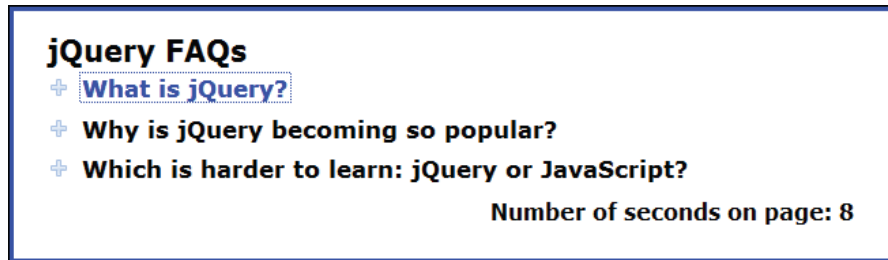 jQuery FAQs
What is jQuery?
Why is jQuery becoming so popular?
Which is harder to learn: jQuery or JavaScript?
Number of seconds on page: 8